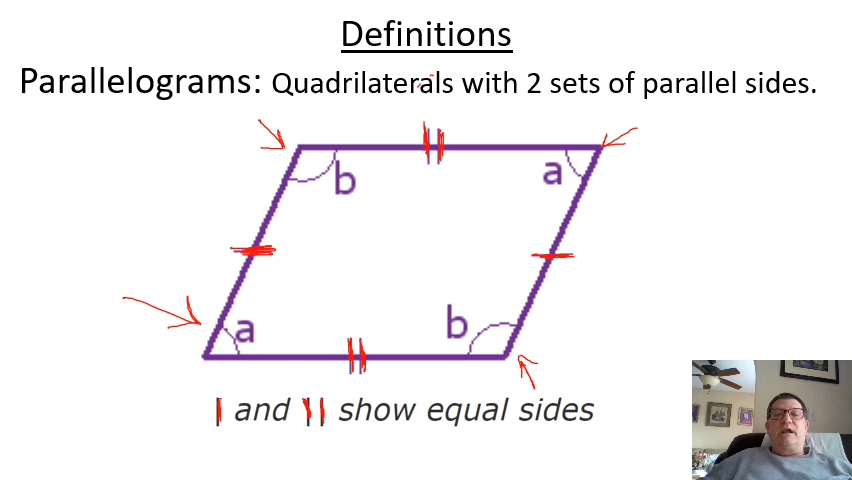 Definitions
Parallelograms: Quadrilaterals with 2 sets of parallel sides.
b a
a b
| and || show equal sides